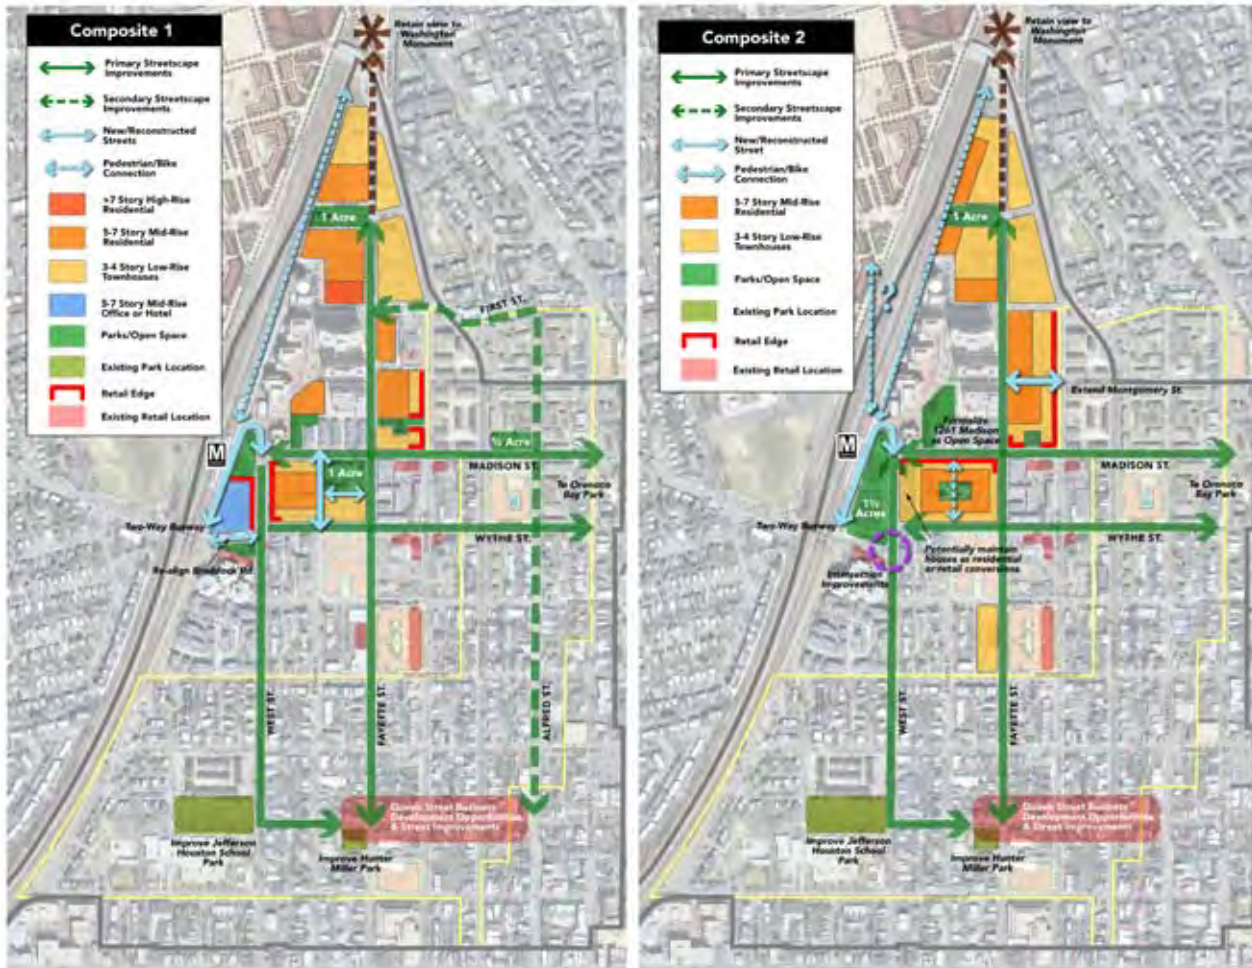 Composite 1
Primary Streetscape
Improvements
Secondary Streetscape
Improvements
New/Reconstructed
Streets
Pedestrian/Bike
Connection
>7 Story High-Rise
Residential
5-7 Story Mid-Rise
Residential
3-4 Story Low-Rise
Townhouses
5-7 Story Mid-Rise
Office or Hotel
Parks/Open Space
Existing Park Location
Retail Edge
Existing Retail Location
Retain view to
Washington
Monument
1 Acre
FIRST ST.
M
½ Acre
MADISON ST.
1 Acre
To Oronoco
Bay Park
Two-Way Busway
WYTHE ST.
Re-align Braddock Rd
WEST ST.
FAYETTE ST.
ALFRED ST.
Queen Street Business
Development Opportunities
& Street Improvements
Improve Jefferson
Houston School
Park
Improve Hunter
Miller Park
Composite 2
Primary Streetscape
Improvements
Secondary Streetscape
Improvements
New/Reconstructed
Street
Pedestrian/Bike
Connection
5-7 Story Mid-Rise
Residential
3-4 Story Low-Rise
Townhouses
Parks/Open Space
Existing Park Location
Retail Edge
Existing Retail Location
Retain view to
Washington
Monument
1 Acre
?
Extend Montgomery St.
Formalize
1261 Madison
as Open Space
M
MADISON ST.
1½
Acres
To Oronoco
Bay Park
Two-Way Busway
WYTHE ST.
Potentially maintain
houses as residential
or retail conversions
Intersection
Improvements
WEST ST.
FAYETTE ST.
Queen Street Business
Development Opportunities
& Street Improvements
Improve Jefferson
Houston School
Park
Improve Hunter
Miller Park